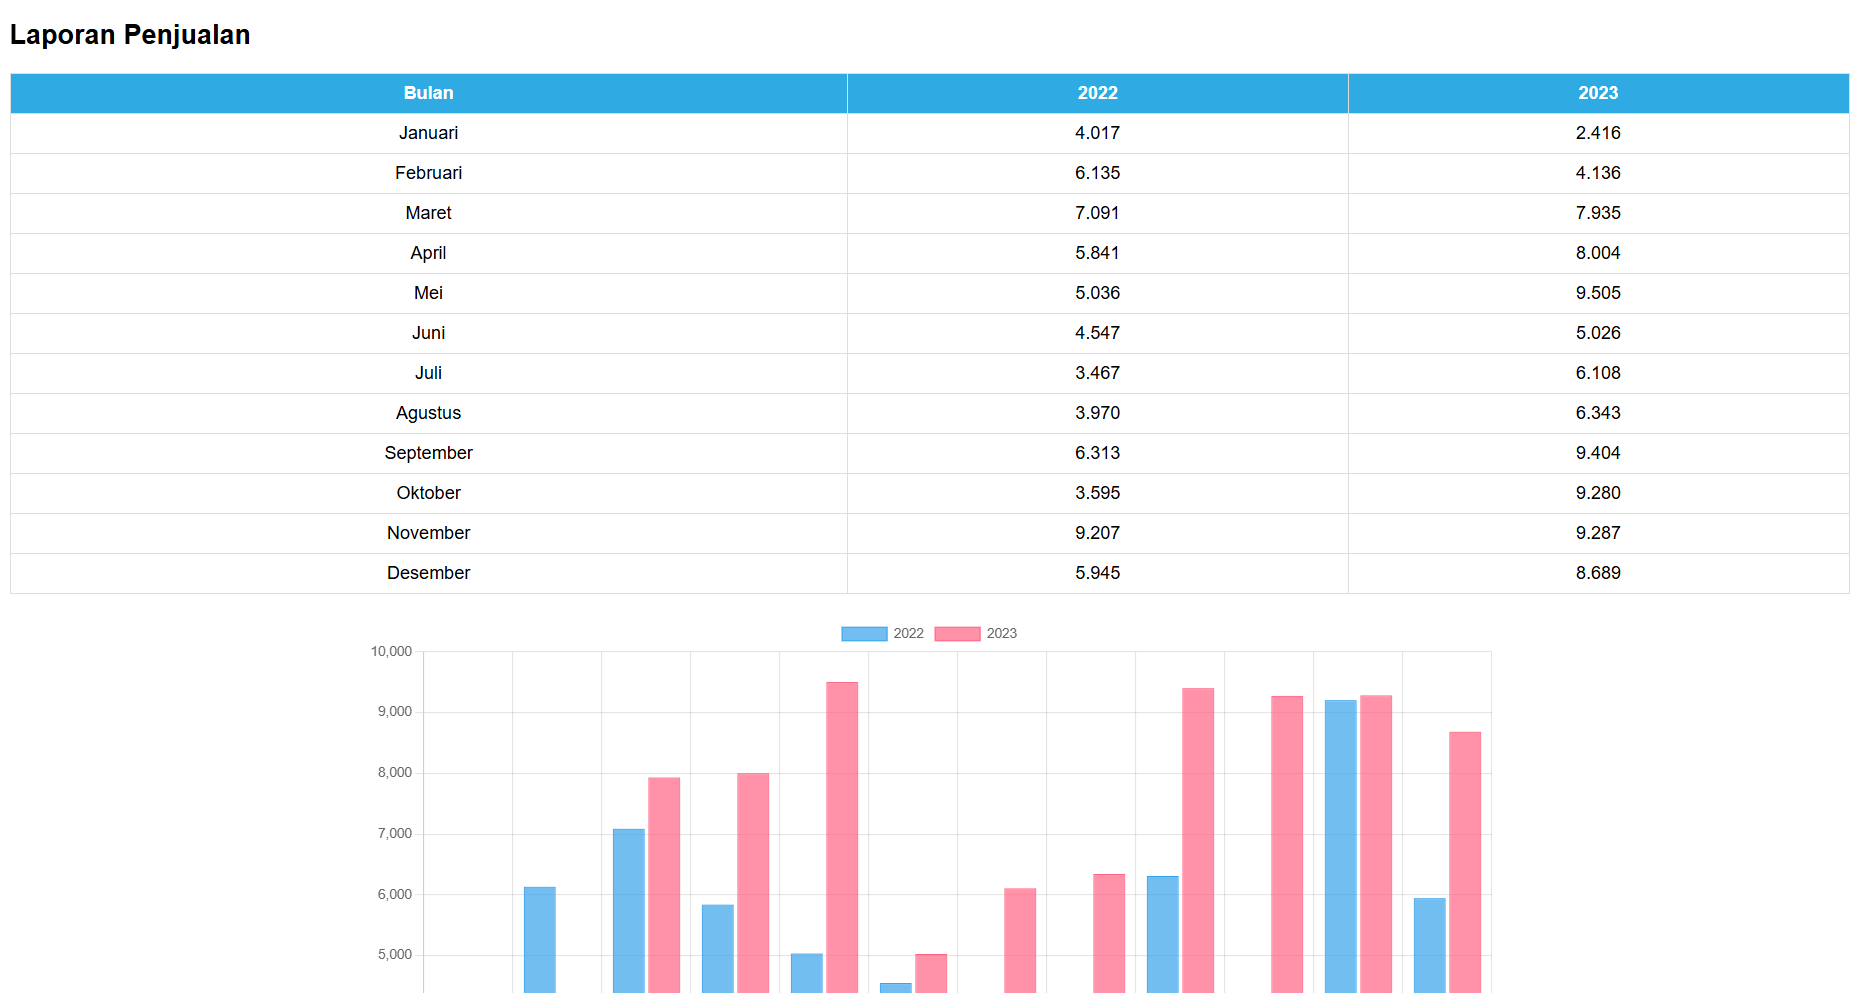 Laporan Penjualan
Bulan 2022 2023
Januari 4.017 2.416
Februari 6.135 4.136
Maret 7.091 7.935
April 5.841 8.004
Mei 5.036 9.505
Juni 4.547 5.026
Juli 3.467 6.108
Agustus 3.970 6.343
September 6.313 9.404
Oktober 3.595 9.280
November 9.207 9.287
Desember 5.945 8.689
2022 2023
10,000
9,000
8,000
7,000
6,000
5,000